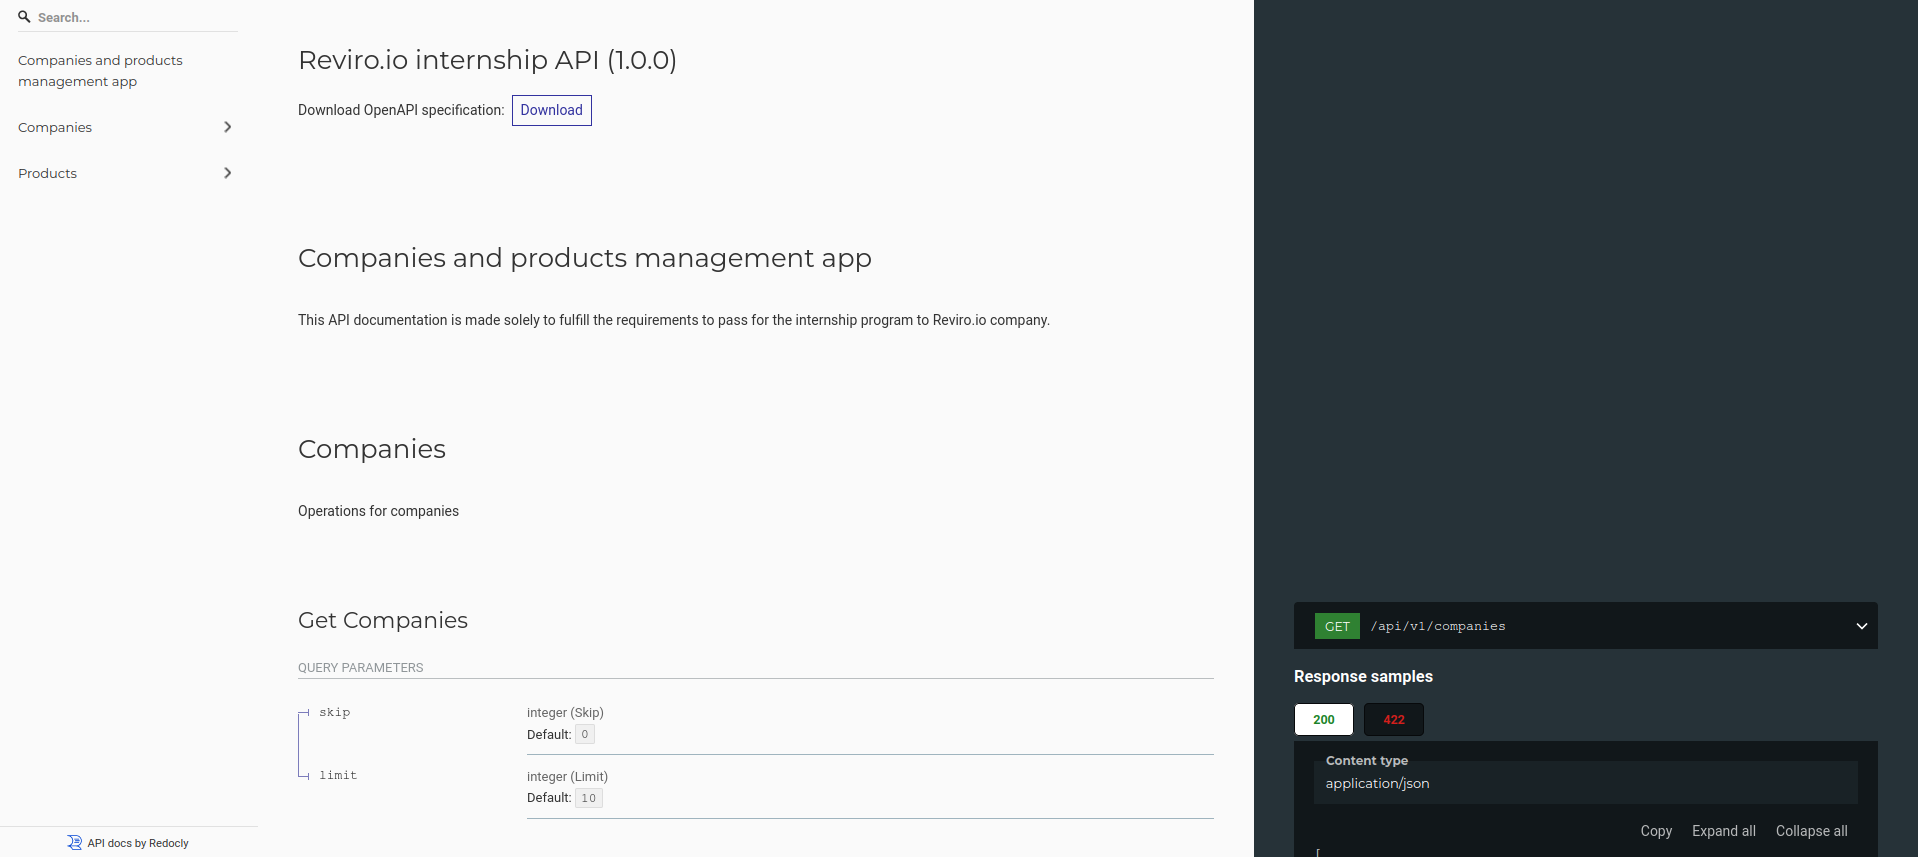 Search...
Companies and products
management app
Companies
Products
API docs by Redocly
Reviro.io internship API (1.0.0)
Download OpenAPI specification: Download
Companies and products management app
This API documentation is made solely to fulfill the requirements to pass for the internship program to Reviro.io company.
Companies
Operations for companies
Get Companies
QUERY PARAMETERS
skip integer (Skip)
Default: 0
limit integer (Limit)
Default: 10
GET /api/v1/companies
Response samples
200 422
Content type
application/json
Copy Expand all Collapse all
[